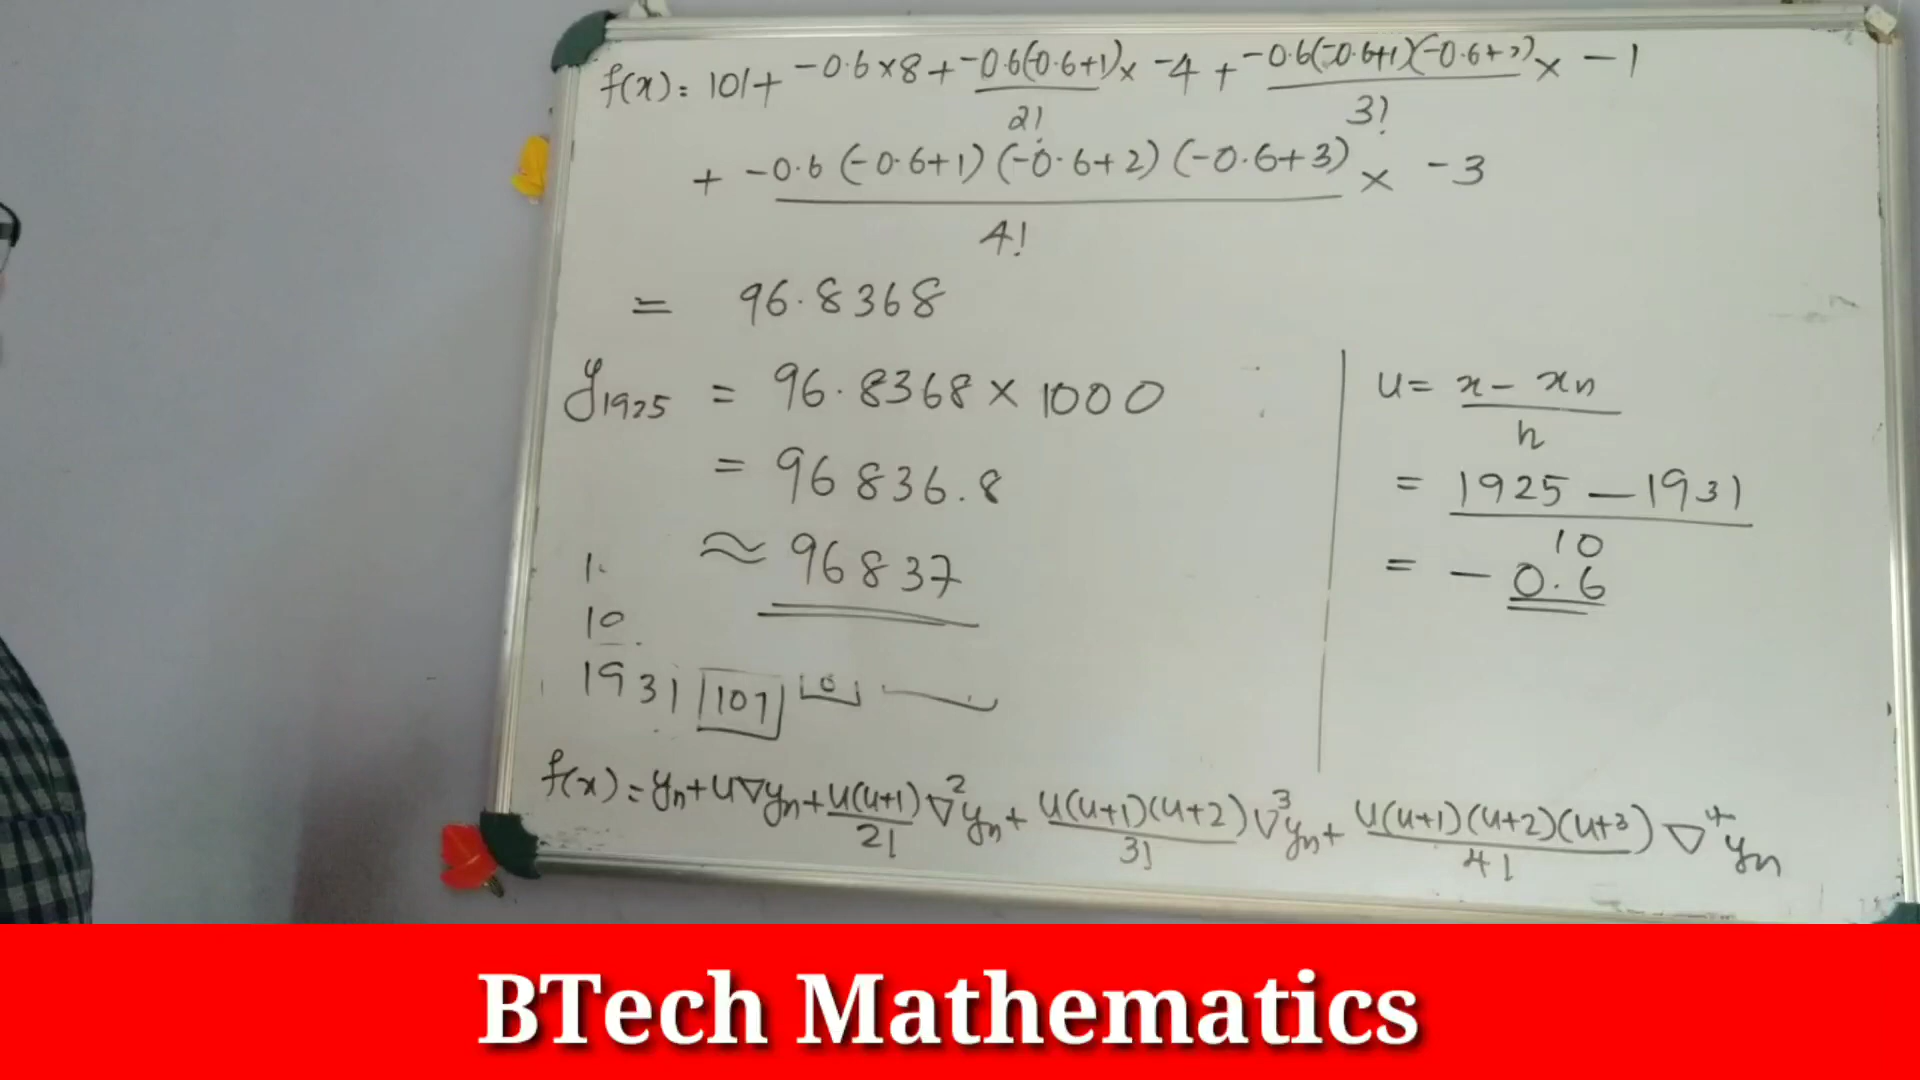 f(x) = 101 + -0.6×8 + -0.6(-0.6+1)/2! × -4 + -0.6(-0.6+1)(-0.6+2)/3! × -1
+ -0.6(-0.6+1)(-0.6+2)(-0.6+3)/4! × -3
= 96.8368
y1925 = 96.8368 × 1000
= 96836.8
≈ 96837
10
1931 101
u = x - xn / h
= 1925 - 1931 / 10
= - 0.6
f(x) = yn + u∇yn + u(u+1)/2! ∇²yn + u(u+1)(u+2)/3! ∇³yn + u(u+1)(u+2)(u+3)/4! ∇⁴yn
BTech Mathematics